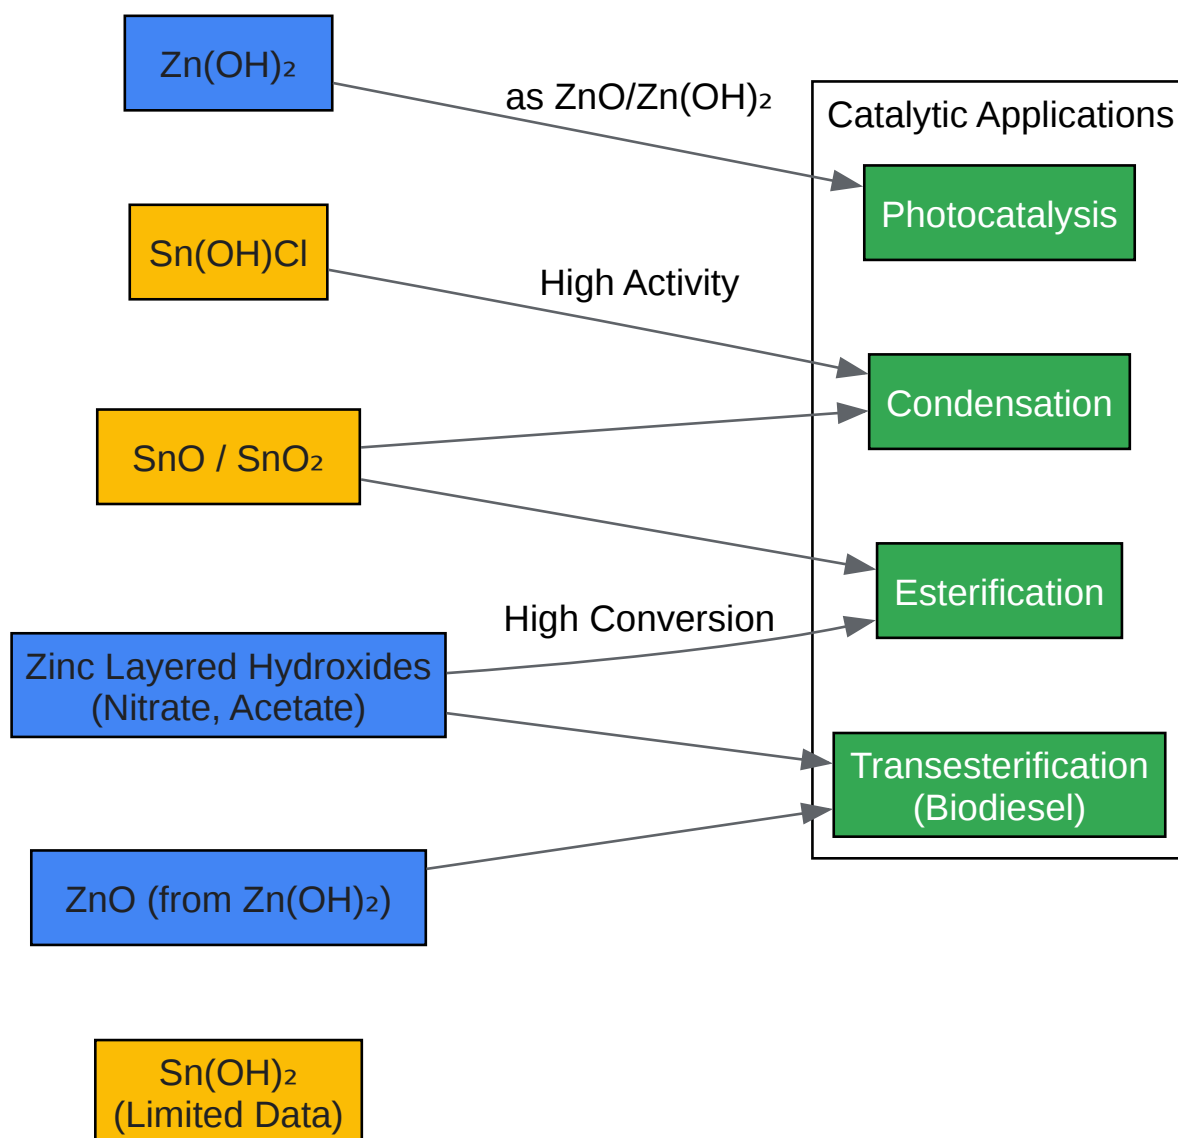 Zn(OH)₂
as ZnO/Zn(OH)₂
Catalytic Applications
Photocatalysis
Sn(OH)Cl
High Activity
Condensation
SnO / SnO₂
Esterification
High Conversion
Zinc Layered Hydroxides
(Nitrate, Acetate)
Transesterification
(Biodiesel)
ZnO (from Zn(OH)₂)
Sn(OH)₂
(Limited Data)